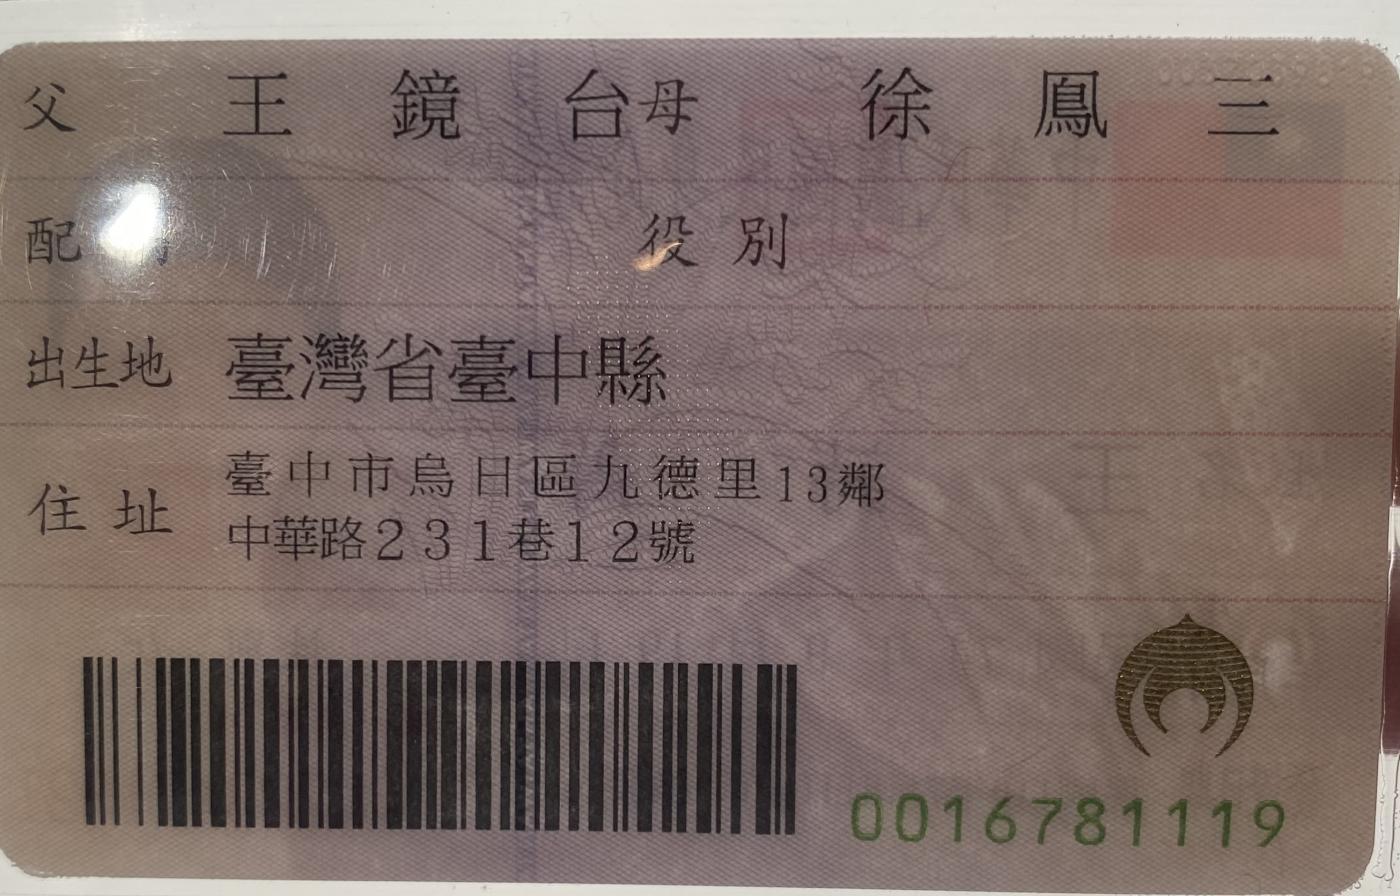 父 王鏡台 母 徐鳳三
配偶 役別
出生地 臺灣省臺中縣
住址 臺中市烏日區九德里13鄰
中華路231巷12號
0016781119